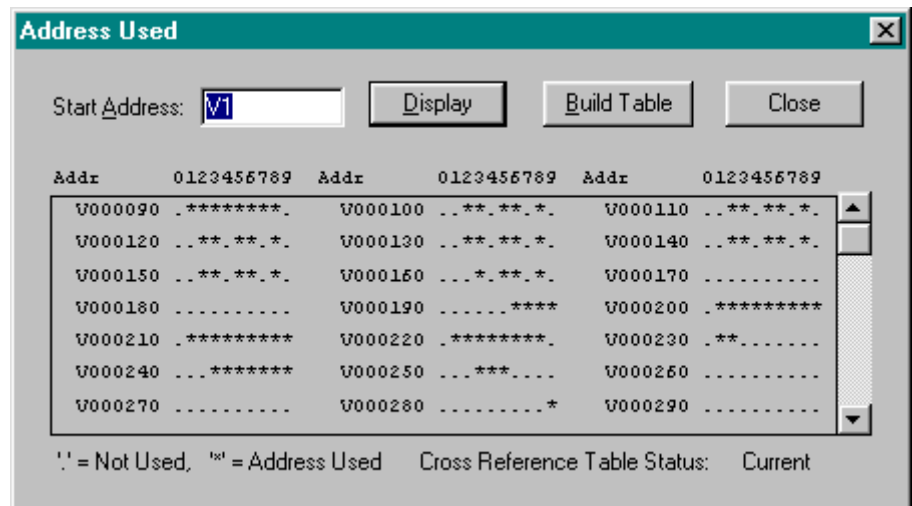 Address Used
Start Address: V1 Display Build Table Close
Addr 0123456789 Addr 0123456789 Addr 0123456789
V000090 .********. V000100 ..**.**.*. V000110 ..**.**.*.
V000120 ..**.**.*. V000130 ..**.**.*. V000140 ..**.**.*.
V000150 ..**.**.*. V000160 ...*.**.*. V000170 ..........
V000180 .......... V000190 ......**** V000200 .*********
V000210 .********* V000220 .********. V000230 .**.......
V000240 ...******* V000250 ...***.... V000260 ..........
V000270 .......... V000280 .........* V000290 ..........
'.' = Not Used, '*' = Address Used Cross Reference Table Status: Current